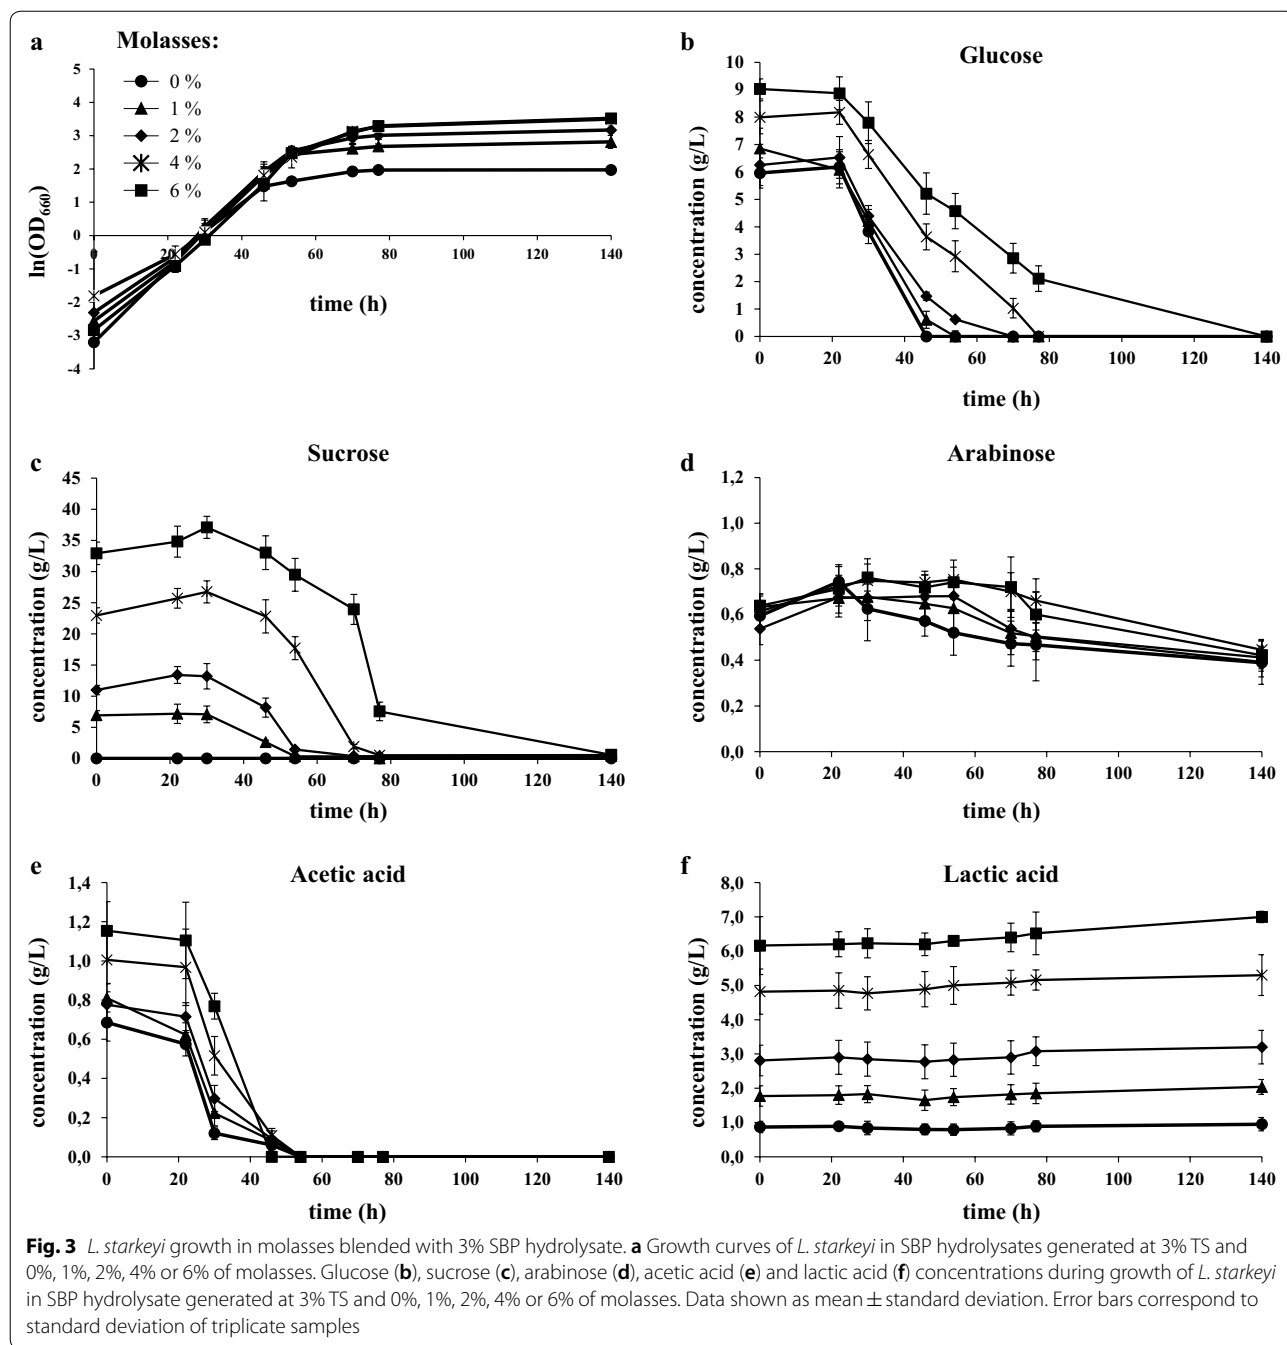 a
Molasses:
0 %
1 %
2 %
4 %
6 %
ln(OD660)
5
4
3
2
1
0
-1
-2
-3
-4
0 20 40 60 80 100 120 140
time (h)
b
Glucose
concentration (g/L)
10
9
8
7
6
5
4
3
2
1
0
0 20 40 60 80 100 120 140
time (h)
c
Sucrose
concentration (g/L)
45
40
35
30
25
20
15
10
5
0
0 20 40 60 80 100 120 140
time (h)
d
Arabinose
concentration (g/L)
1,2
1,0
0,8
0,6
0,4
0,2
0,0
0 20 40 60 80 100 120 140
time (h)
e
Acetic acid
concentration (g/L)
1,4
1,2
1,0
0,8
0,6
0,4
0,2
0,0
0 20 40 60 80 100 120 140
time (h)
f
Lactic acid
concentration (g/L)
8,0
7,0
6,0
5,0
4,0
3,0
2,0
1,0
0,0
0 20 40 60 80 100 120 140
time (h)
Fig. 3 L. starkeyi growth in molasses blended with 3% SBP hydrolysate. a Growth curves of L. starkeyi in SBP hydrolysates generated at 3% TS and
0%, 1%, 2%, 4% or 6% of molasses. Glucose (b), sucrose (c), arabinose (d), acetic acid (e) and lactic acid (f) concentrations during growth of L. starkeyi
in SBP hydrolysate generated at 3% TS and 0%, 1%, 2%, 4% or 6% of molasses. Data shown as mean ± standard deviation. Error bars correspond to
standard deviation of triplicate samples